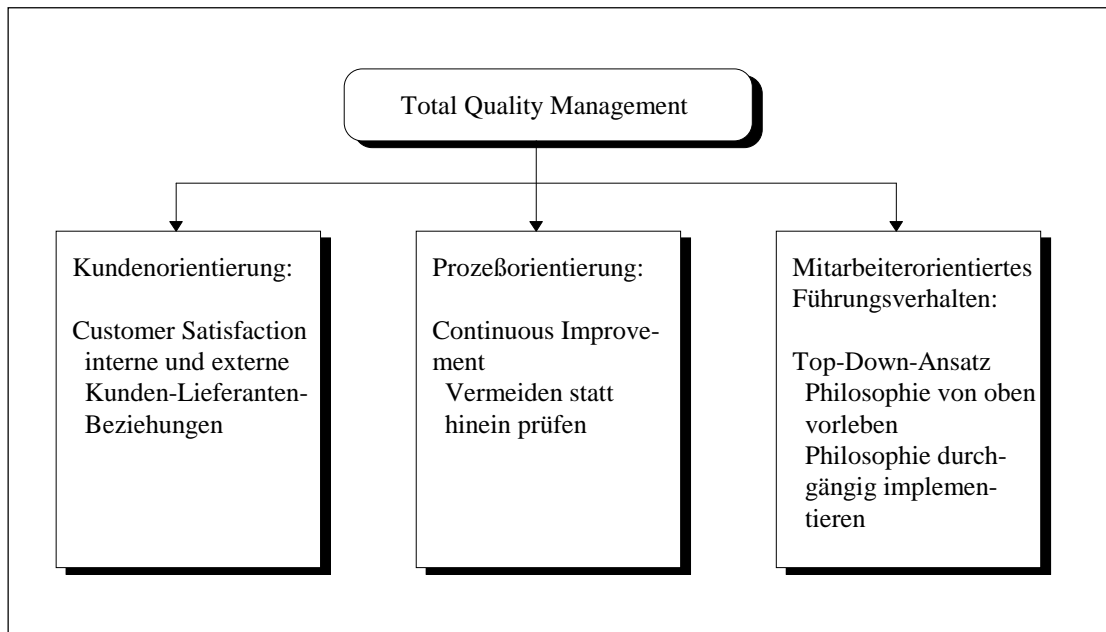 Total Quality Management
Kundenorientierung:
Customer Satisfaction
interne und externe
Kunden-Lieferanten-
Beziehungen
Prozeßorientierung:
Continuous Improve-
ment
Vermeiden statt
hinein prüfen
Mitarbeiterorientiertes
Führungsverhalten:
Top-Down-Ansatz
Philosophie von oben
vorleben
Philosophie durch-
gängig implemen-
tieren